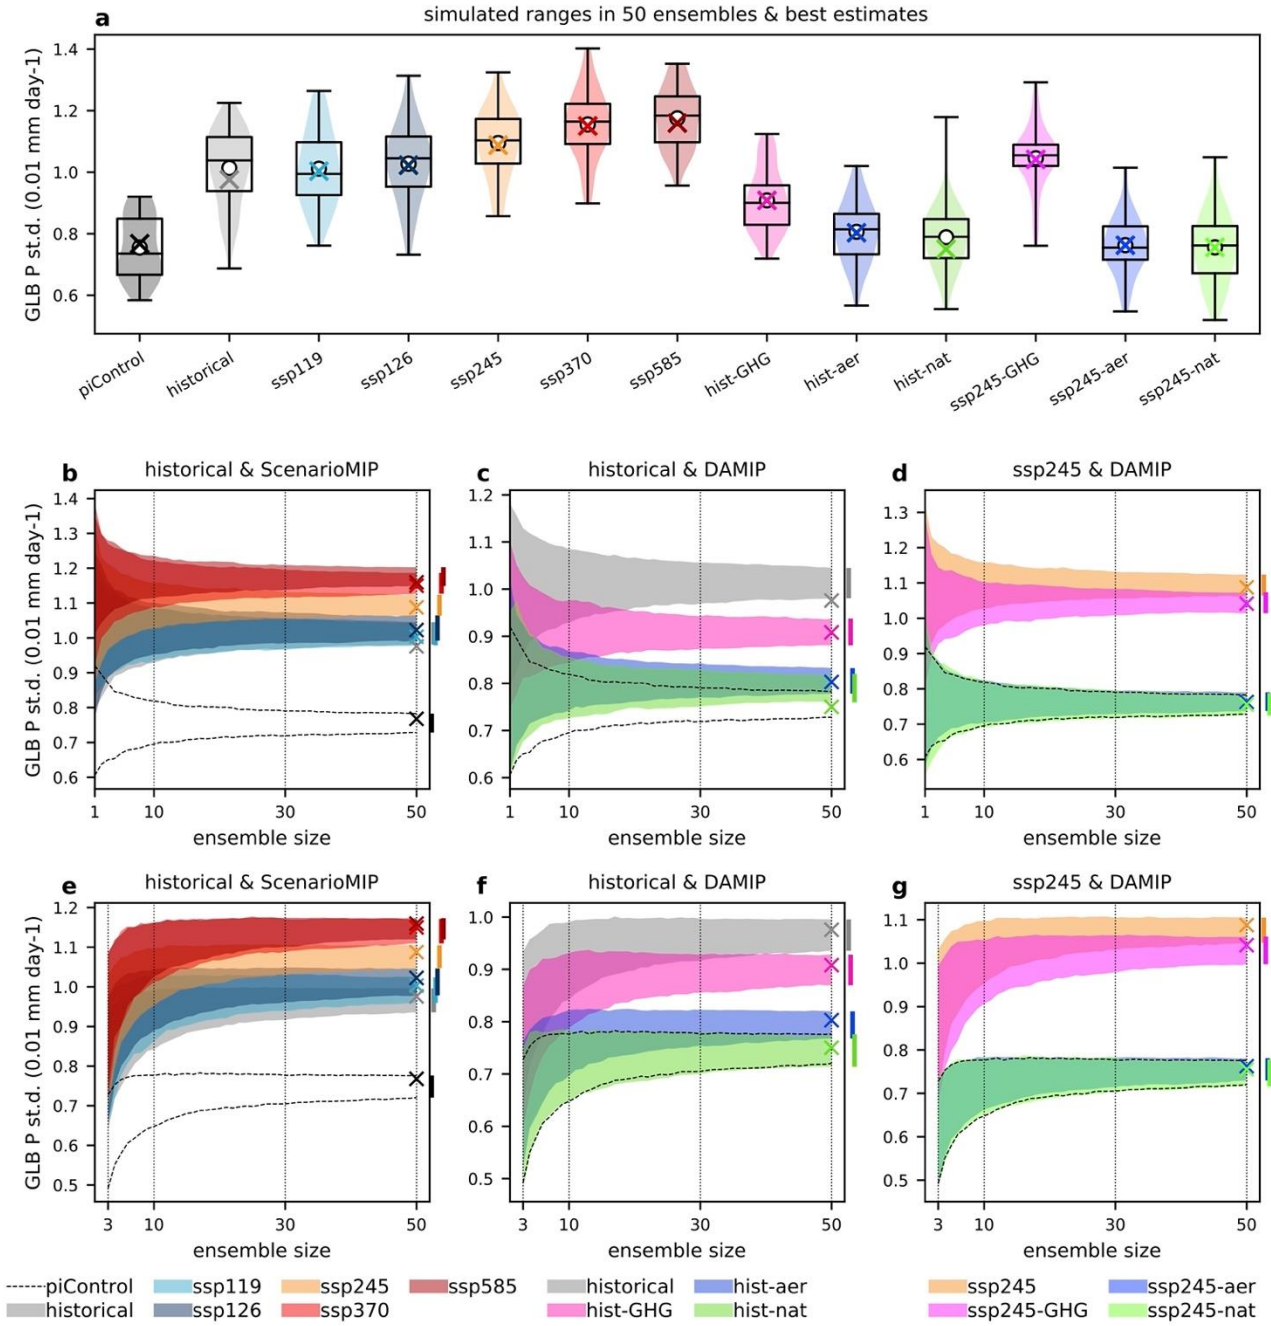 a simulated ranges in 50 ensembles & best estimates
GLB P st.d. (0.01 mm day-1)
1.4
1.2
1.0
0.8
0.6
piControl historical ssp119 ssp126 ssp245 ssp370 ssp585 hist-GHG hist-aer hist-nat ssp245-GHG ssp245-aer ssp245-nat
b historical & ScenarioMIP
GLB P st.d. (0.01 mm day-1)
1.4
1.3
1.2
1.1
1.0
0.9
0.8
0.7
0.6
1 10 30 50
ensemble size
c historical & DAMIP
1.2
1.1
1.0
0.9
0.8
0.7
0.6
1 10 30 50
ensemble size
d ssp245 & DAMIP
1.3
1.2
1.1
1.0
0.9
0.8
0.7
0.6
1 10 30 50
ensemble size
e historical & ScenarioMIP
GLB P st.d. (0.01 mm day-1)
1.2
1.1
1.0
0.9
0.8
0.7
0.6
0.5
3 10 30 50
ensemble size
f historical & DAMIP
1.0
0.9
0.8
0.7
0.6
0.5
3 10 30 50
ensemble size
g ssp245 & DAMIP
1.1
1.0
0.9
0.8
0.7
0.6
0.5
3 10 30 50
ensemble size
piControl ssp119 ssp245 ssp585 historical hist-aer ssp245 ssp245-aer
historical ssp126 ssp370 hist-GHG hist-nat ssp245-GHG ssp245-nat